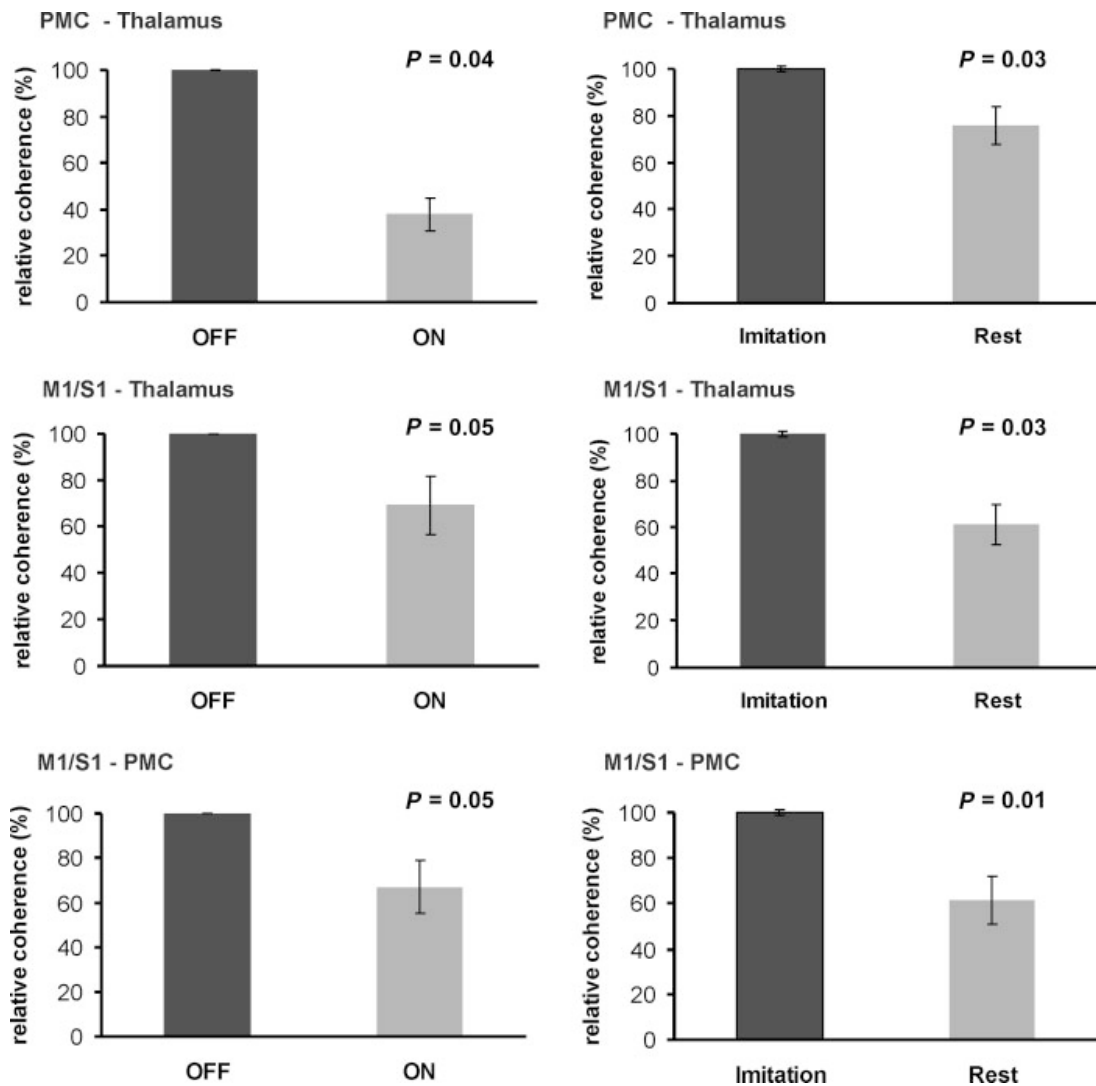 PMC - Thalamus
P = 0.04
relative coherence (%)
100
80
60
40
20
0
OFF ON
PMC - Thalamus
P = 0.03
relative coherence (%)
100
80
60
40
20
0
Imitation Rest
M1/S1 - Thalamus
P = 0.05
relative coherence (%)
100
80
60
40
20
0
OFF ON
M1/S1 - Thalamus
P = 0.03
relative coherence (%)
100
80
60
40
20
0
Imitation Rest
M1/S1 - PMC
P = 0.05
relative coherence (%)
100
80
60
40
20
0
OFF ON
M1/S1 - PMC
P = 0.01
relative coherence (%)
100
80
60
40
20
0
Imitation Rest